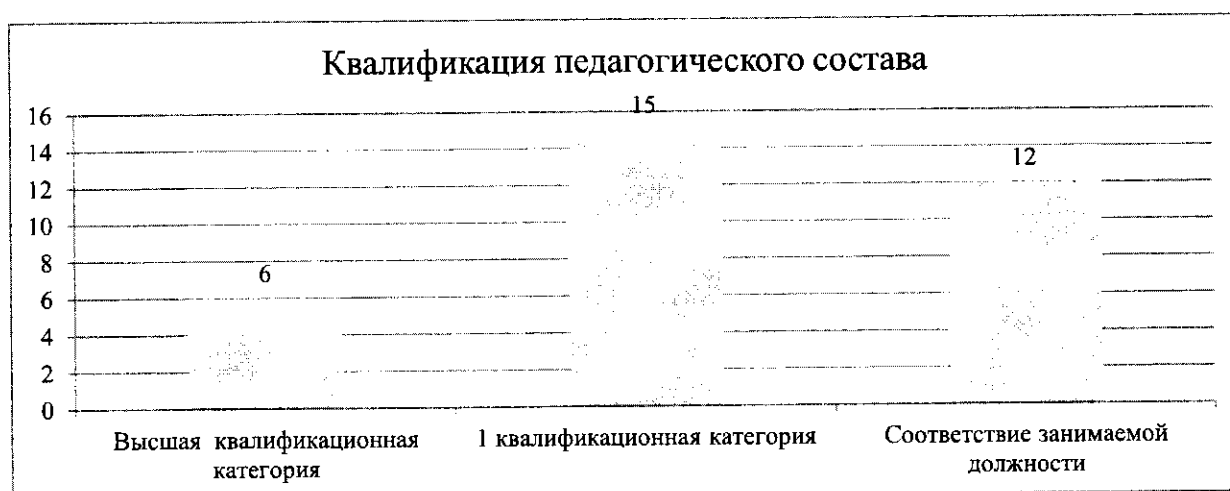 Квалификация педагогического состава
15
16
14
12
12
10
8
6
6
4
2
0
Высшая квалификационная
категория
1 квалификационная категория
Соответствие занимаемой
должности